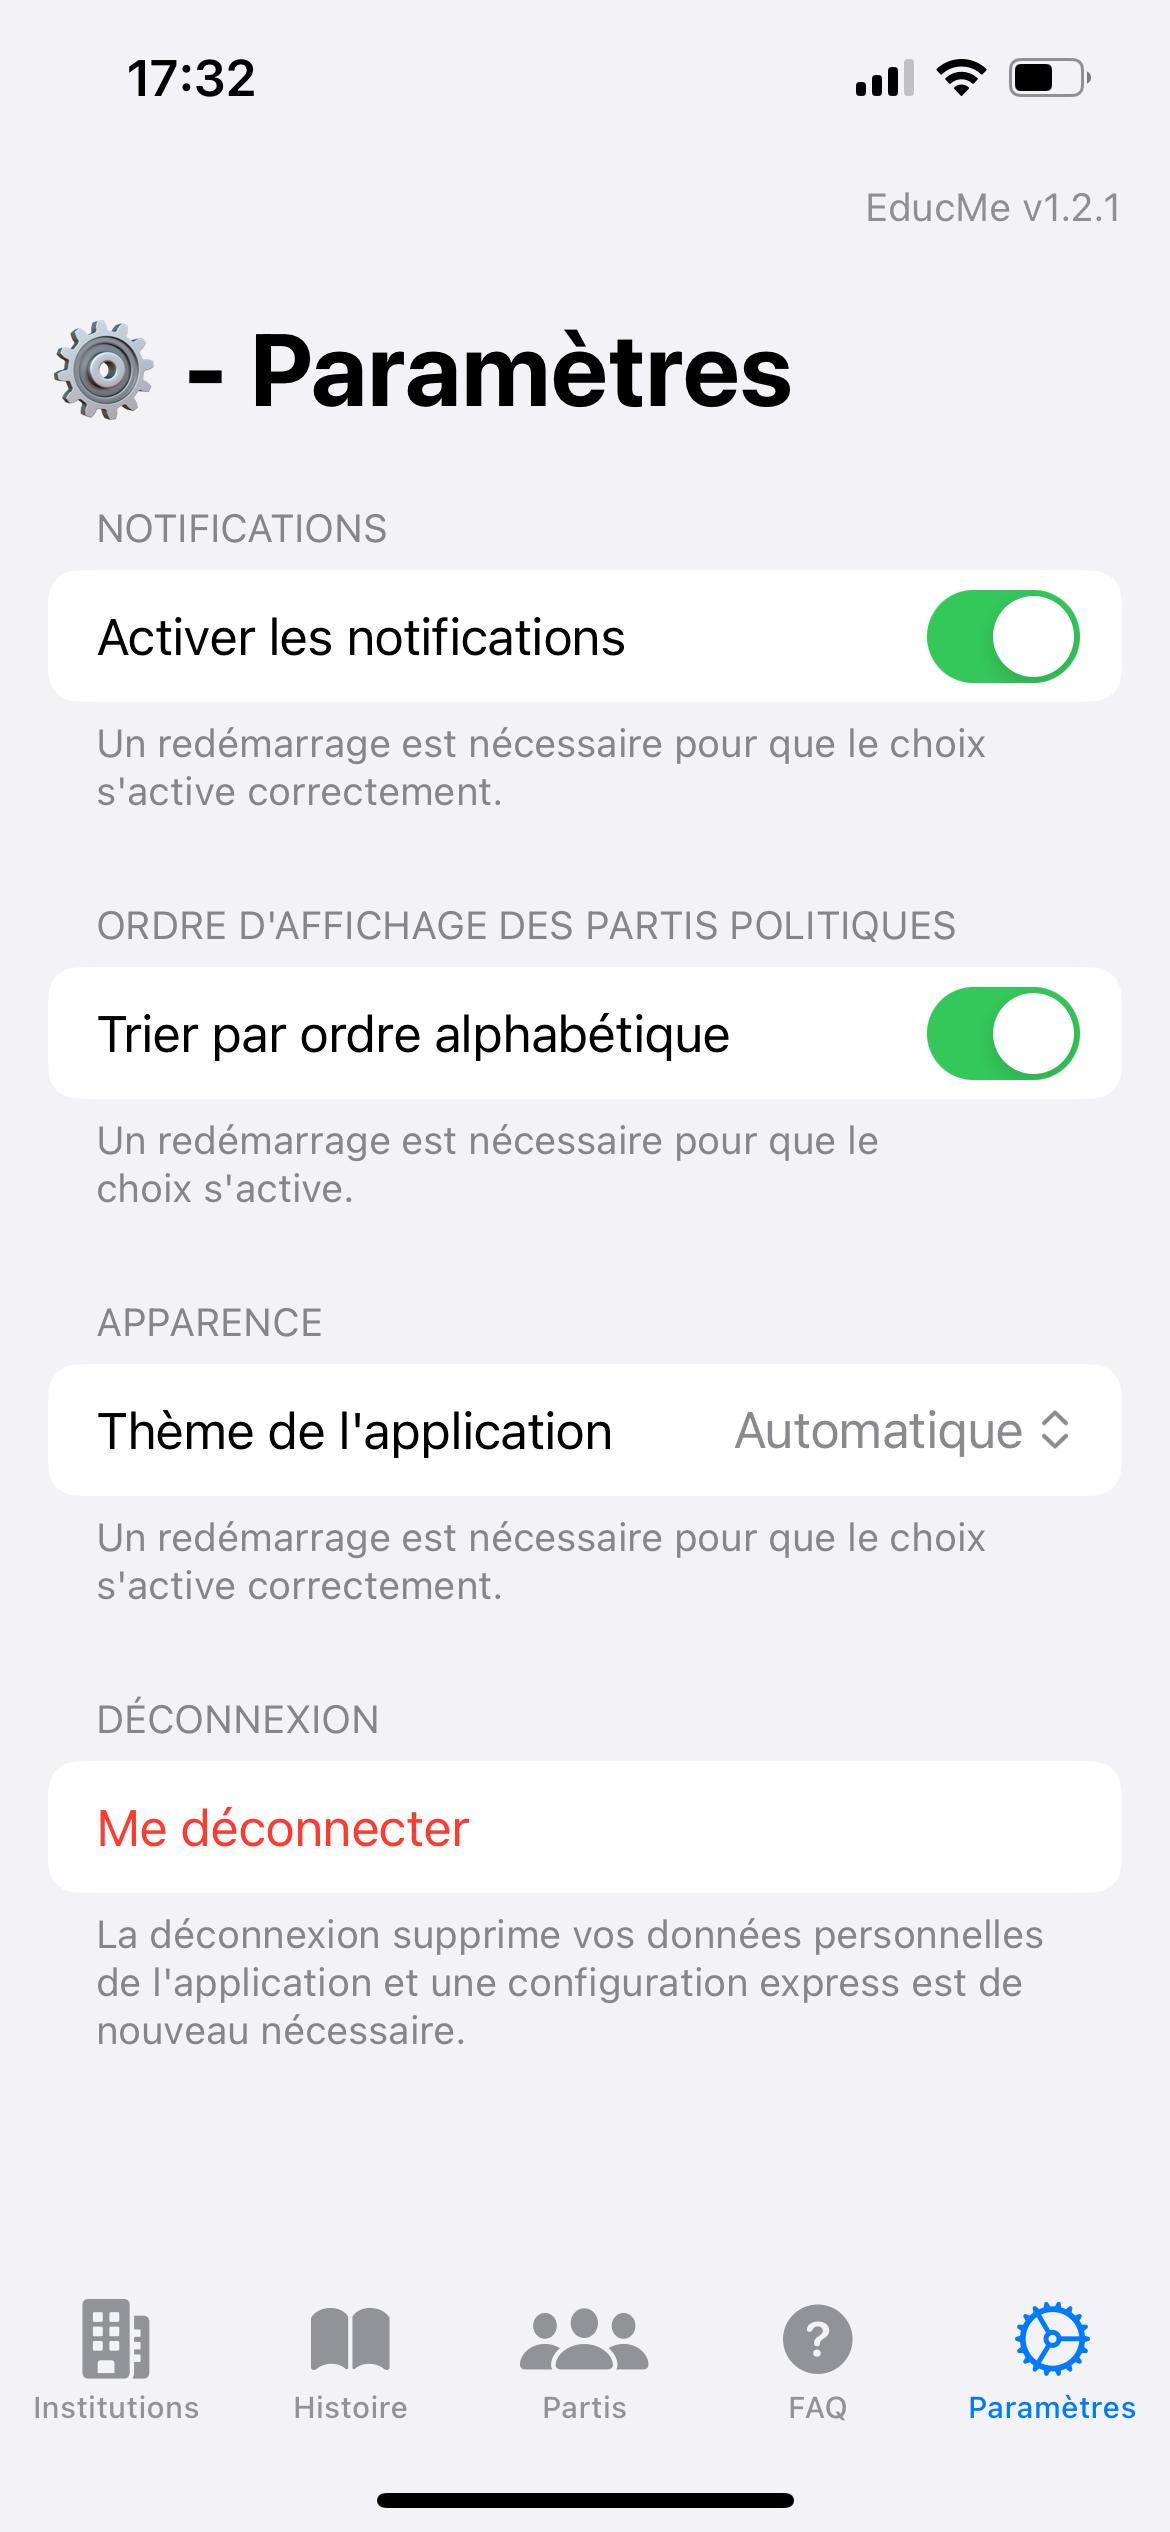 17:32
EducMe v1.2.1
- Paramètres
NOTIFICATIONS
Activer les notifications
Un redémarrage est nécessaire pour que le choix
s'active correctement.
ORDRE D'AFFICHAGE DES PARTIS POLITIQUES
Trier par ordre alphabétique
Un redémarrage est nécessaire pour que le
choix s'active.
APPARENCE
Thème de l'application Automatique
Un redémarrage est nécessaire pour que le choix
s'active correctement.
DÉCONNEXION
Me déconnecter
La déconnexion supprime vos données personnelles
de l'application et une configuration express est de
nouveau nécessaire.
Institutions Histoire Partis FAQ Paramètres